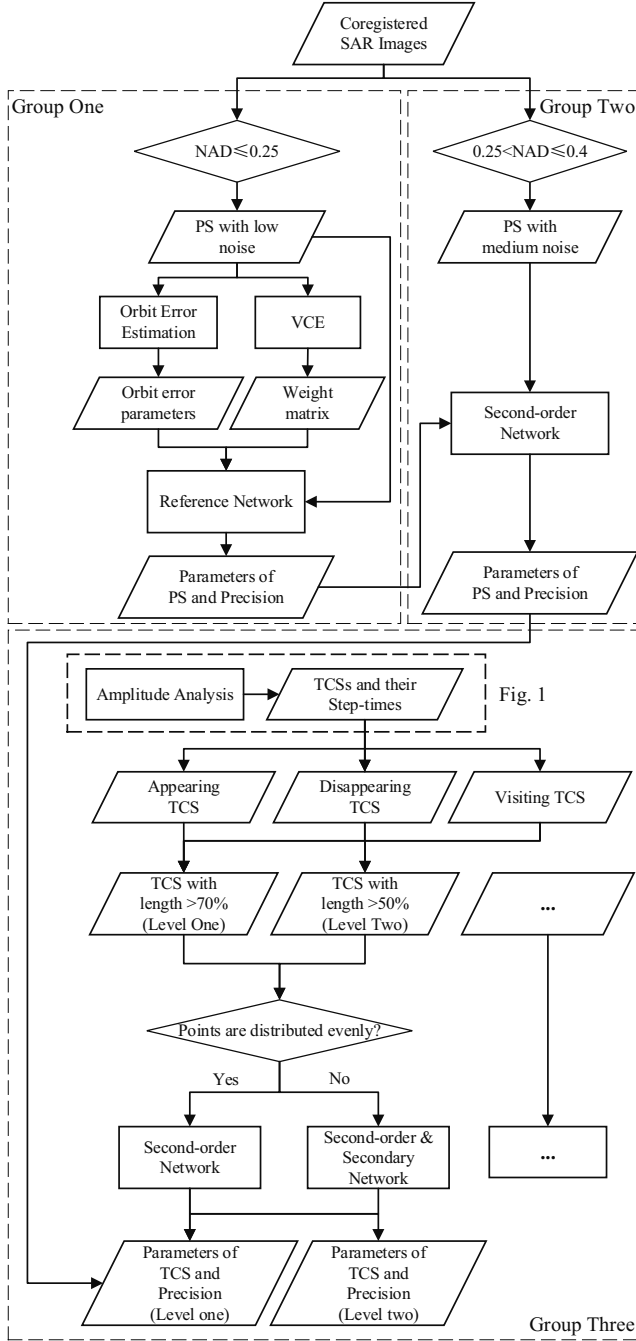 Coregistered
SAR Images
Group One
Group Two
NAD≤0.25
0.25<NAD≤0.4
PS with low
noise
PS with
medium noise
Orbit Error
Estimation
VCE
Orbit error
parameters
Weight
matrix
Second-order
Network
Reference Network
Parameters of
PS and Precision
Parameters of
PS and Precision
Amplitude Analysis
TCSs and their
Step-times
Fig. 1
Appearing
TCS
Disappearing
TCS
Visiting TCS
TCS with
length >70%
(Level One)
TCS with
length >50%
(Level Two)
...
Points are distributed evenly?
Yes
No
Second-order
Network
Second-order &
Secondary
Network
...
Parameters of
TCS and
Precision
(Level one)
Parameters of
TCS and
Precision
(Level two)
Group Three